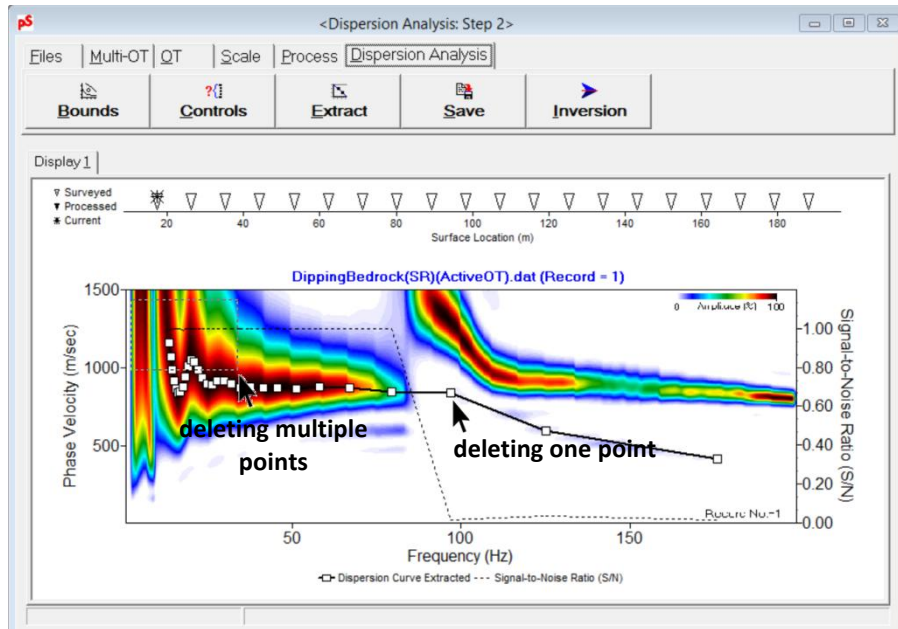 pS <Dispersion Analysis: Step 2>
Files Multi-OT OT Scale Process Dispersion Analysis
Bounds ?{} Controls Extract Save Inversion
Display 1
Surveyed
Processed
Current
20 40 60 80 100 120 140 160 180
Surface Location (m)
DippingBedrock(SR)(ActiveOT).dat (Record = 1)
1500
1000
500
Phase Velocity (m/sec)
0 Amplitude (%) 100
1.00
0.80
0.60
0.40
0.20
0.00
Signal-to-Noise Ratio (S/N)
deleting multiple
points
deleting one point
Record No.=1
50 100 150
Frequency (Hz)
Dispersion Curve Extracted Signal-to-Noise Ratio (S/N)